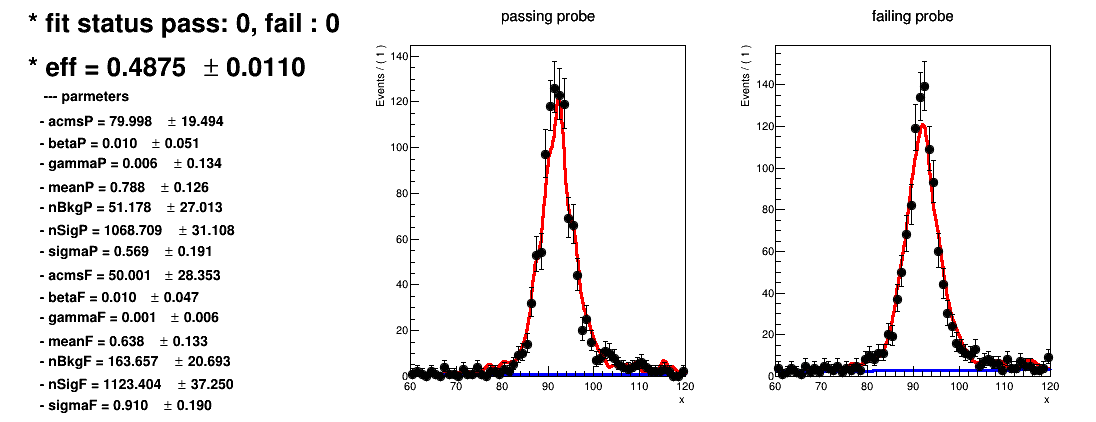 * fit status pass: 0, fail : 0
* eff = 0.4875 ± 0.0110
--- parmeters
- acmsP = 79.998 ± 19.494
- betaP = 0.010 ± 0.051
- gammaP = 0.006 ± 0.134
- meanP = 0.788 ± 0.126
- nBkgP = 51.178 ± 27.013
- nSigP = 1068.709 ± 31.108
- sigmaP = 0.569 ± 0.191
- acmsF = 50.001 ± 28.353
- betaF = 0.010 ± 0.047
- gammaF = 0.001 ± 0.006
- meanF = 0.638 ± 0.133
- nBkgF = 163.657 ± 20.693
- nSigF = 1123.404 ± 37.250
- sigmaF = 0.910 ± 0.190
passing probe
Events / ( 1 )
140
120
100
80
60
40
20
0
60 70 80 90 100 110 120
x
failing probe
Events / ( 1 )
140
120
100
80
60
40
20
0
60 70 80 90 100 110 120
x